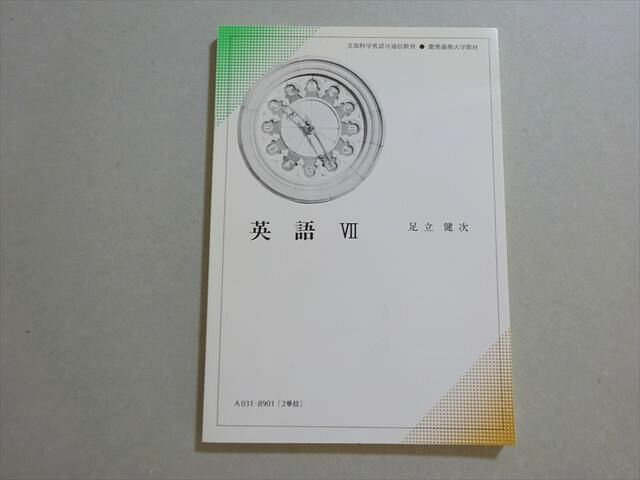 文部科学省認可通信教育 ● 慶應義塾大学教材
英語 Ⅶ 足立 健次
A031-8901〔2単位〕